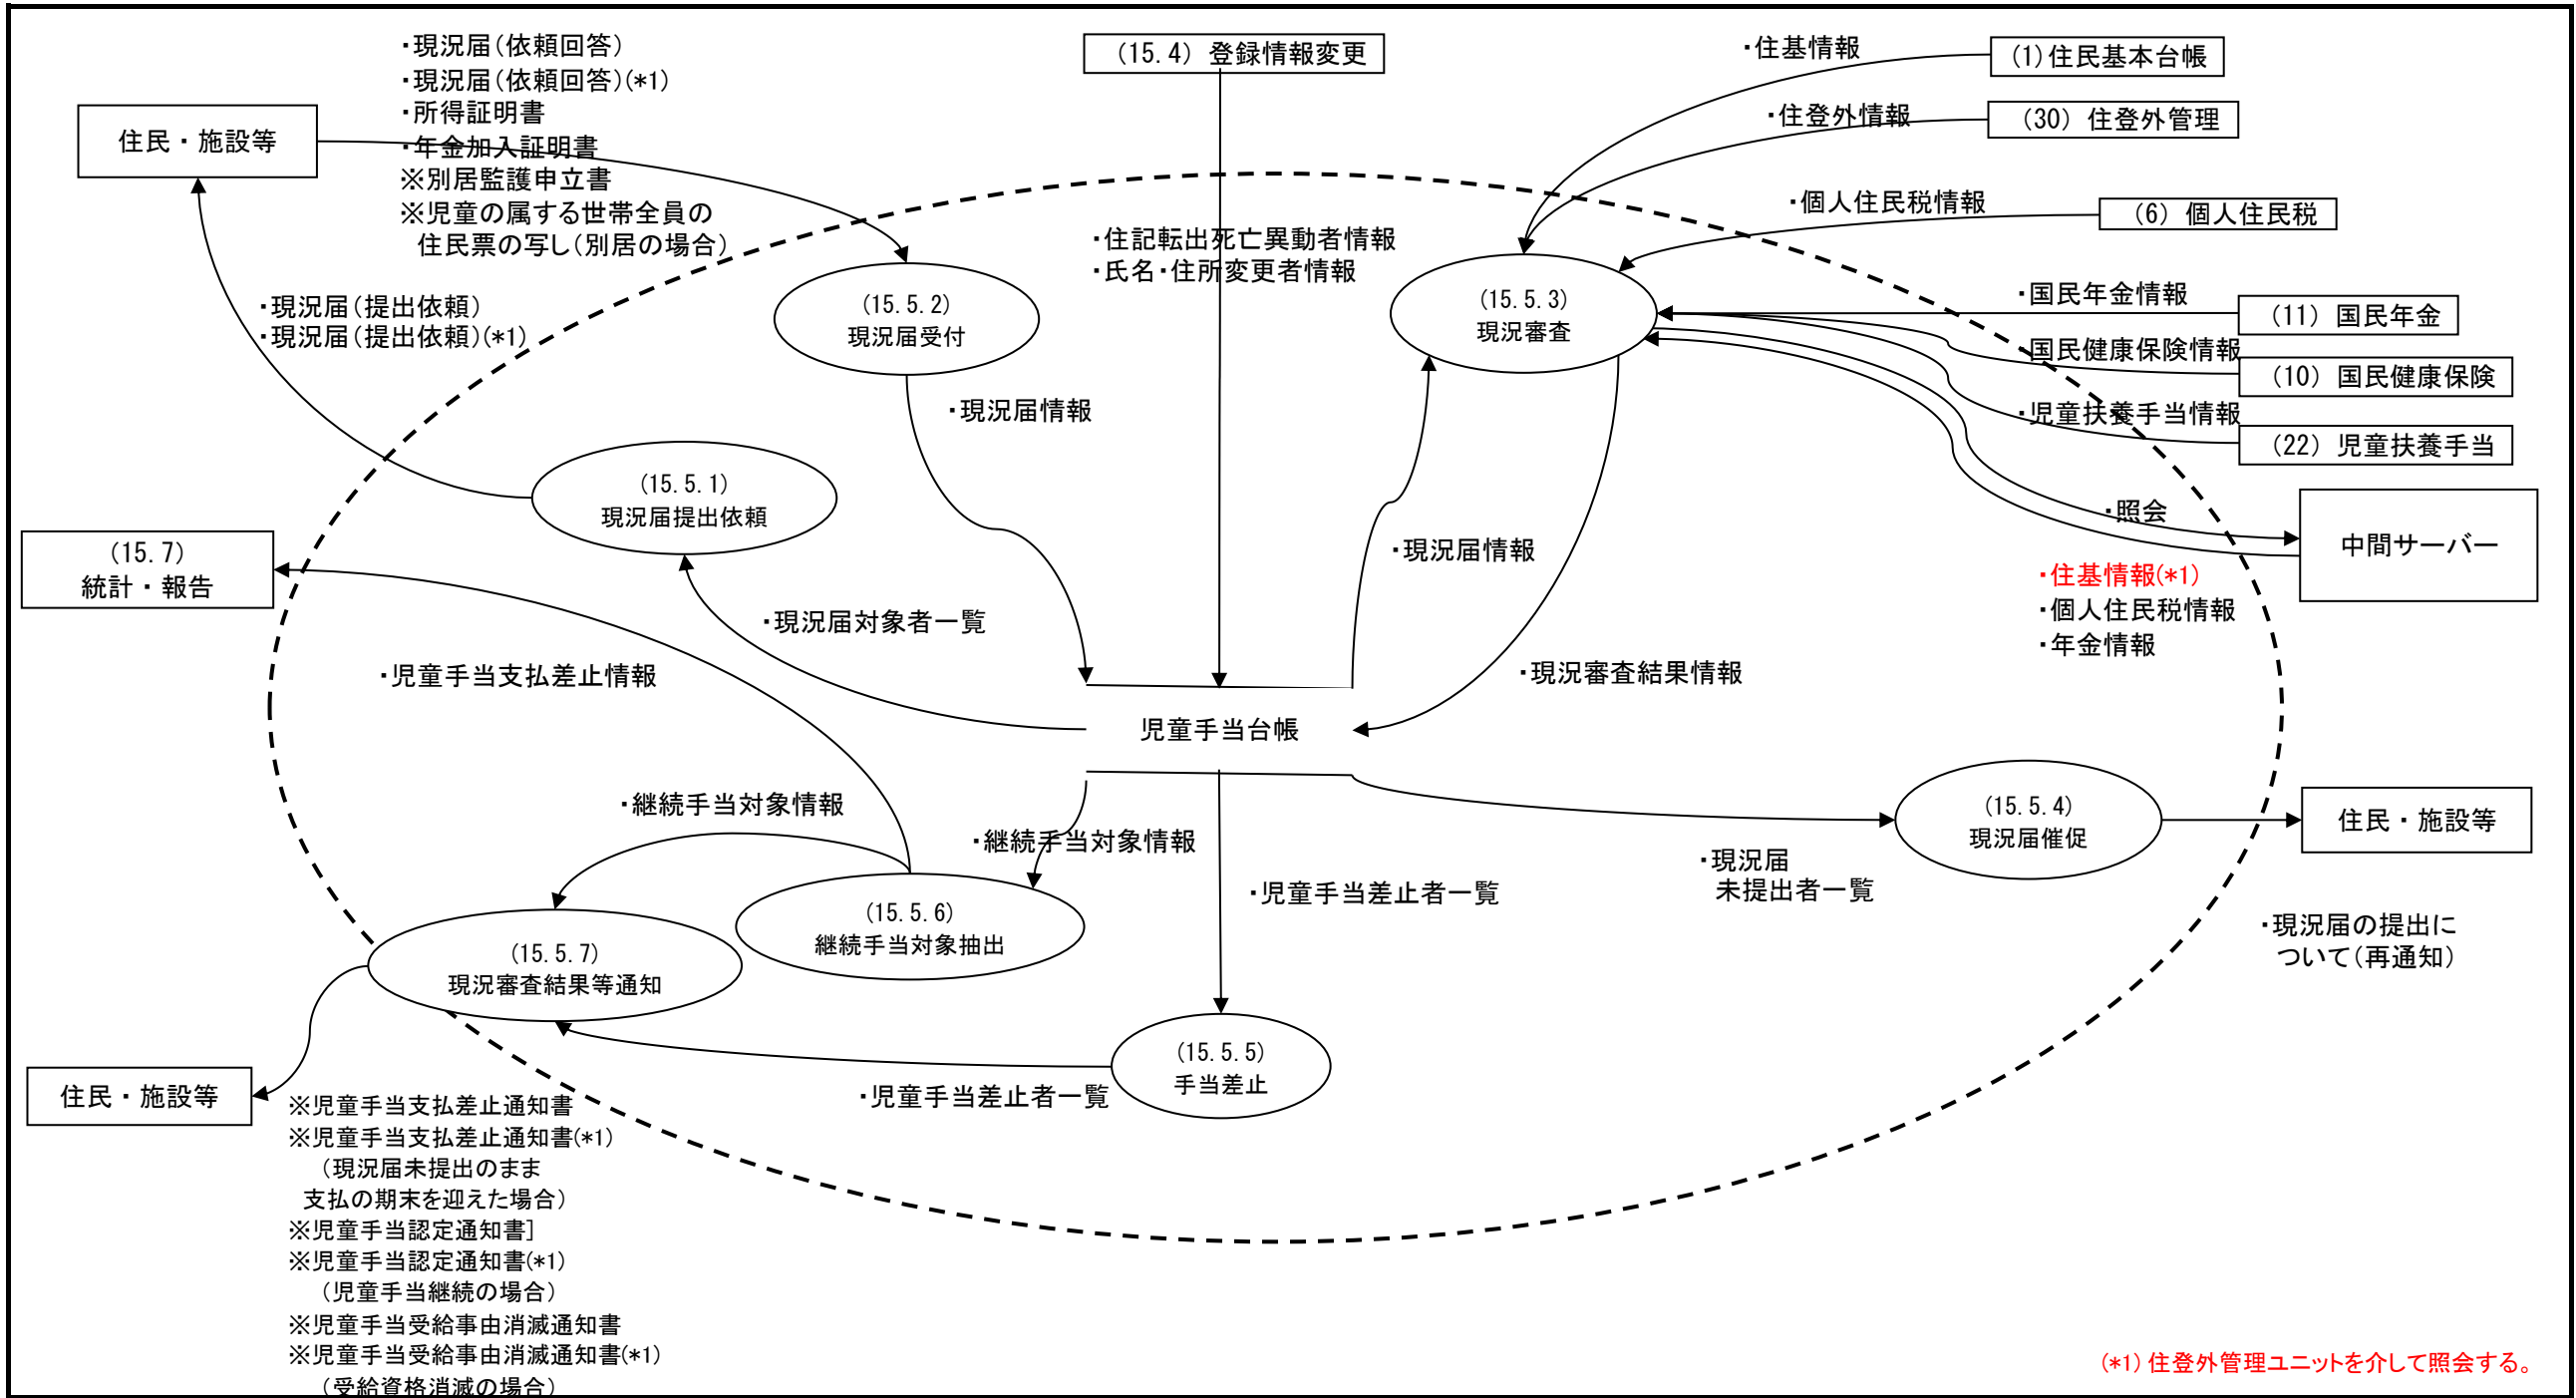 ・現況届（依頼回答）
・現況届（依頼回答）(*1)
・所得証明書
・年金加入証明書
※別居監護申立書
※児童の属する世帯全員の
住民票の写し（別居の場合）
住民・施設等
・現況届（提出依頼）
・現況届（提出依頼）(*1)
(15.4) 登録情報変更
・住記転出死亡異動者情報
・氏名・住所変更者情報
・住基情報
(1)住民基本台帳
・住登外情報
(30) 住登外管理
・個人住民税情報
(6) 個人住民税
・国民年金情報
(11) 国民年金
・国民健康保険情報
(10) 国民健康保険
・児童扶養手当情報
(22) 児童扶養手当
・照会
中間サーバー
・住基情報(*1)
・個人住民税情報
・年金情報
(15.5.2)
現況届受付
(15.5.3)
現況審査
・現況届情報
(15.5.1)
現況届提出依頼
・現況届情報
(15.7)
統計・報告
・現況届対象者一覧
・児童手当支払差止情報
・現況審査結果情報
児童手当台帳
・継続手当対象情報
・継続手当対象情報
(15.5.4)
現況届催促
住民・施設等
・児童手当差止者一覧
・現況届
未提出者一覧
(15.5.6)
継続手当対象抽出
・現況届の提出に
ついて（再通知）
(15.5.7)
現況審査結果等通知
(15.5.5)
手当差止
・児童手当差止者一覧
住民・施設等
※児童手当支払差止通知書
※児童手当支払差止通知書(*1)
（現況届未提出のまま
支払の期末を迎えた場合）
※児童手当認定通知書］
※児童手当認定通知書(*1)
（児童手当継続の場合）
※児童手当受給事由消滅通知書
※児童手当受給事由消滅通知書(*1)
（受給資格消滅の場合）
(*1) 住登外管理ユニットを介して照会する。